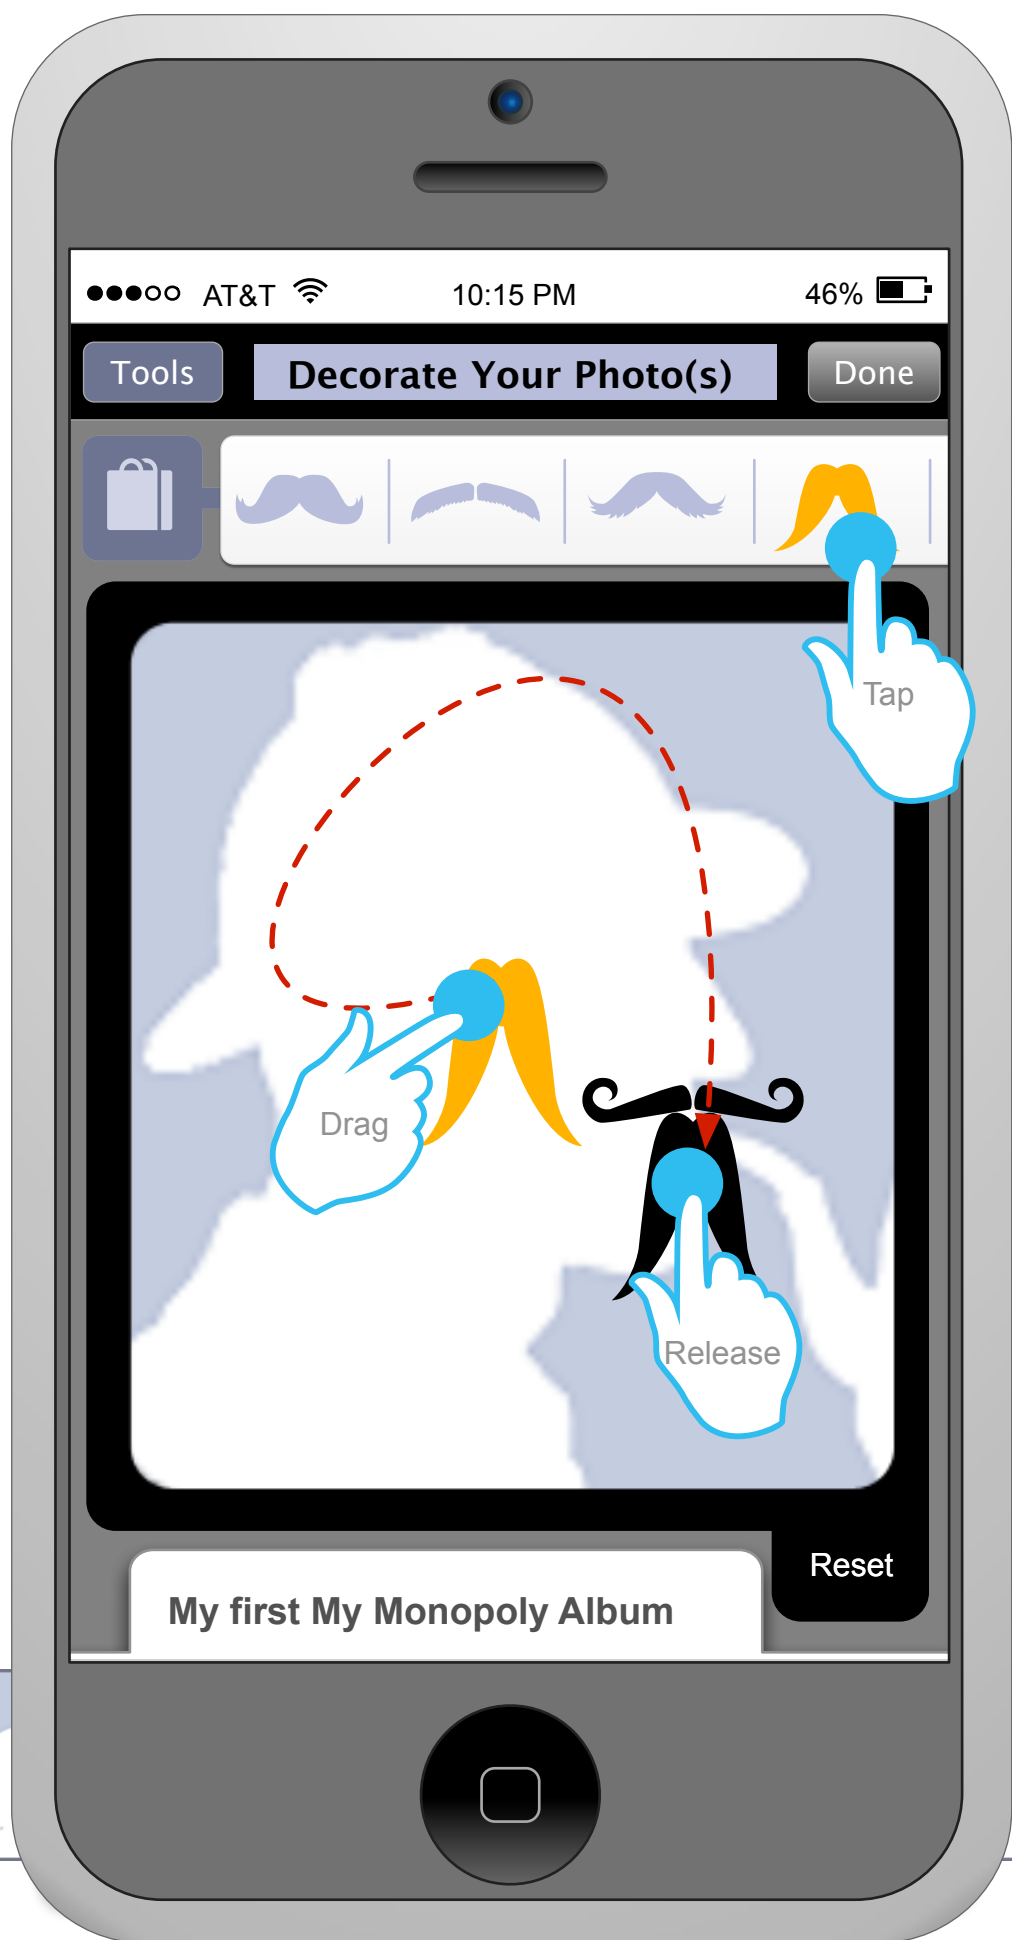 AT&T 10:15 PM 46%
Tools Decorate Your Photo(s) Done
Tap
Drag
Release
Reset
My first My Monopoly Album